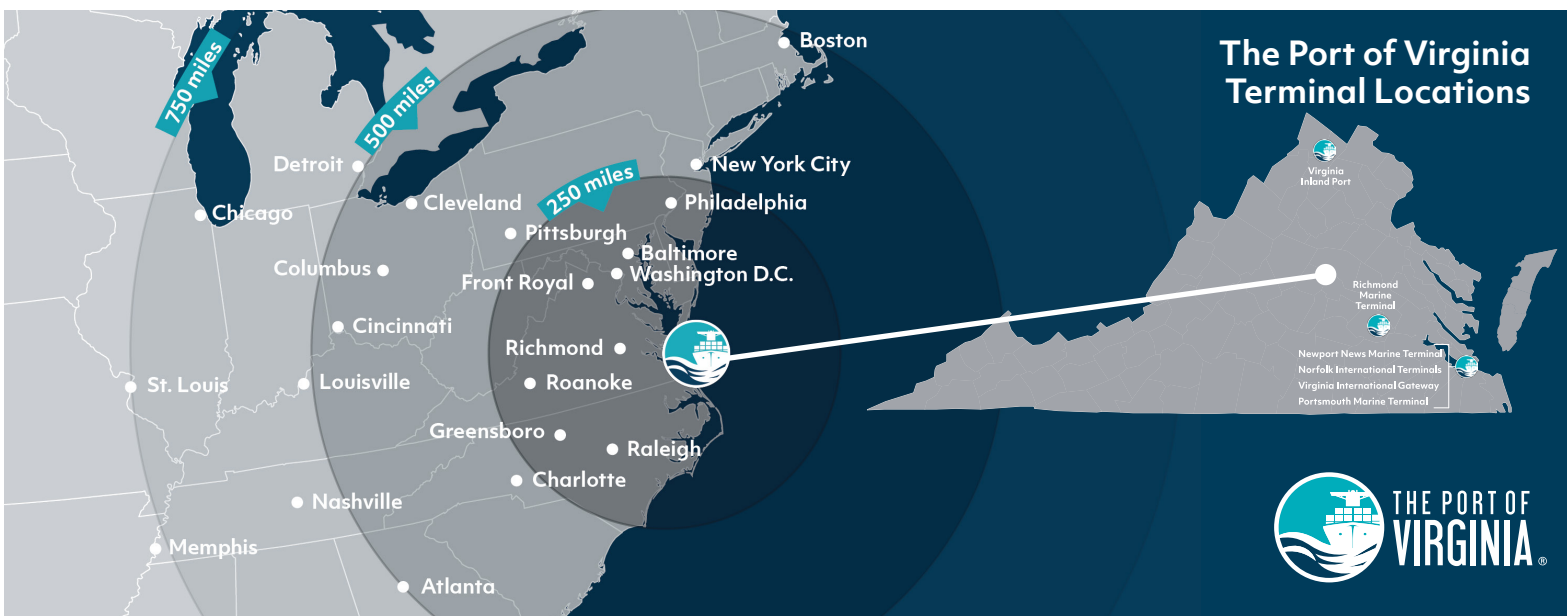 750 miles
500 miles
250 miles
Boston
Detroit
New York City
Chicago
Cleveland
Philadelphia
Pittsburgh
Baltimore
Columbus
Washington D.C.
Front Royal
Cincinnati
Richmond
St. Louis
Louisville
Roanoke
Greensboro
Raleigh
Charlotte
Nashville
Memphis
Atlanta
The Port of Virginia
Terminal Locations
Virginia
Inland Port
Richmond
Marine
Terminal
Newport News Marine Terminal
Norfolk International Terminals
Virginia International Gateway
Portsmouth Marine Terminal
THE PORT OF
VIRGINIA®